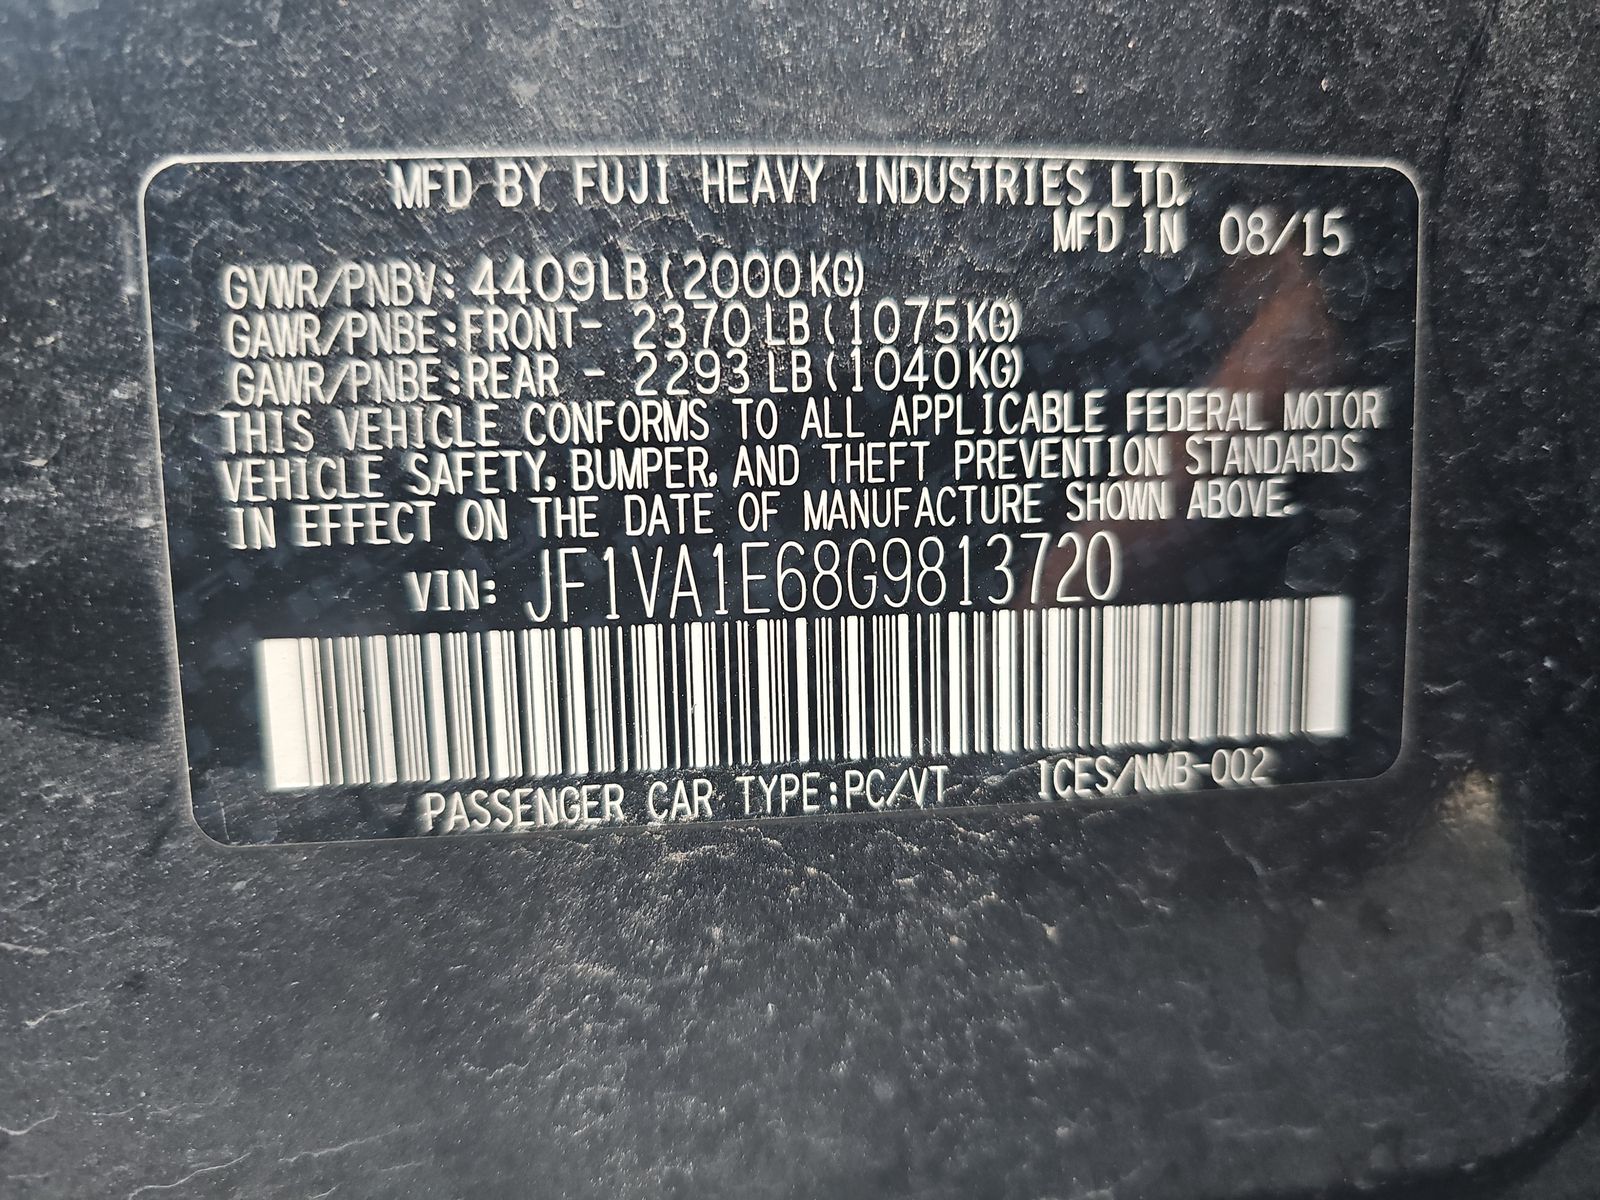 MFD BY FUJI HEAVY INDUSTRIES LTD.
MFD IN 08/15
GVWR/PNBV: 4409LB (2000KG)
GAWR/PNBE:FRONT- 2370 LB (1075KG)
GAWR/PNBE:REAR - 2293 LB (1040KG)
THIS VEHICLE CONFORMS TO ALL APPLICABLE FEDERAL MOTOR
VEHICLE SAFETY, BUMPER, AND THEFT PREVENTION STANDARDS
IN EFFECT ON THE DATE OF MANUFACTURE SHOWN ABOVE.
VIN: JF1VA1E68G9813720
PASSENGER CAR TYPE:PC/VT ICES/NMB-002